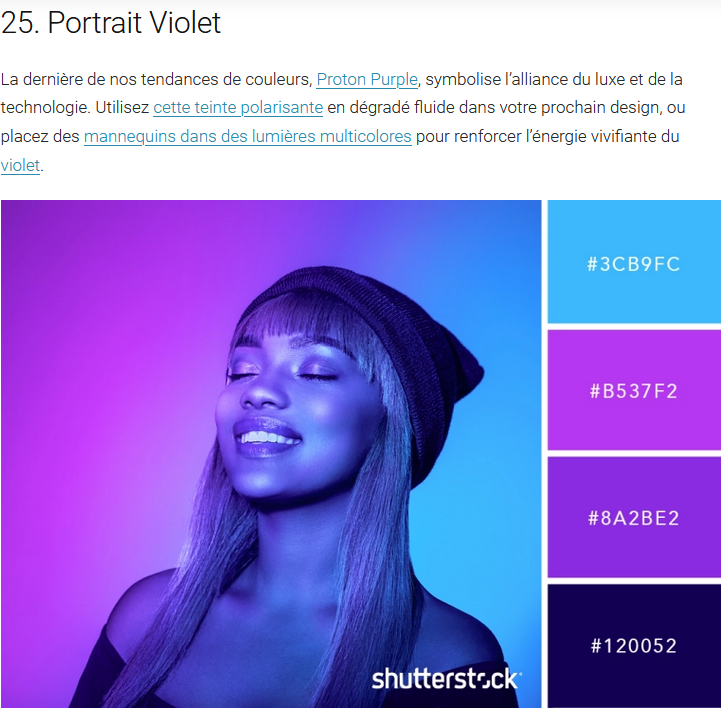 25. Portrait Violet
La dernière de nos tendances de couleurs, Proton Purple, symbolise l’alliance du luxe et de la
technologie. Utilisez cette teinte polarisante en dégradé fluide dans votre prochain design, ou
placez des mannequins dans des lumières multicolores pour renforcer l’énergie vivifiante du
violet.
#3CB9FC
#B537F2
#8A2BE2
#120052
shutterstock